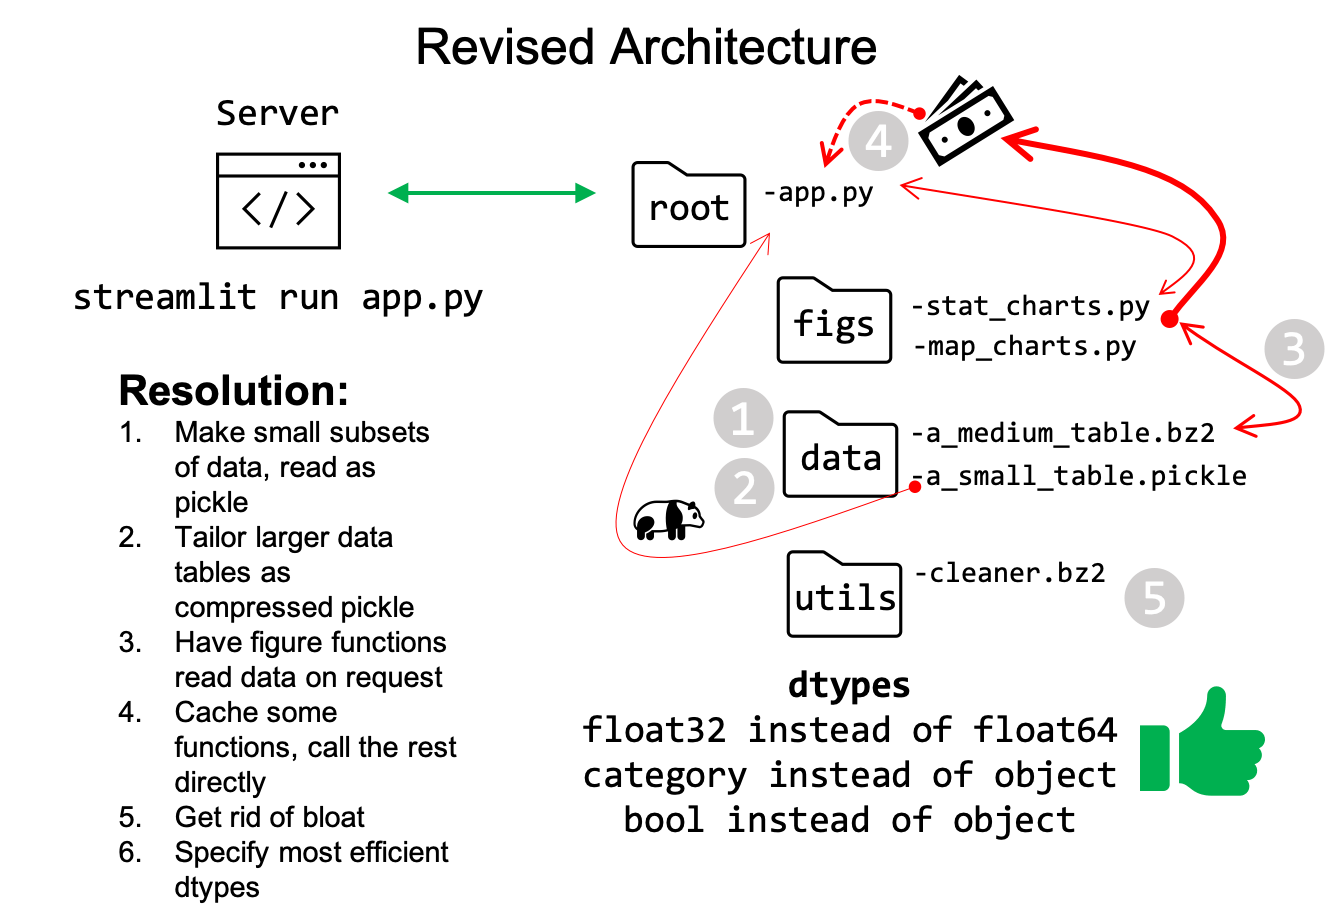 Revised Architecture
Server
</>
streamlit run app.py
4
root
-app.py
figs
-stat_charts.py
-map_charts.py
3
1
2
data
-a_medium_table.bz2
-a_small_table.pickle
utils
-cleaner.bz2
5
Resolution:
1. Make small subsets
of data, read as
pickle
2. Tailor larger data
tables as
compressed pickle
3. Have figure functions
read data on request
4. Cache some
functions, call the rest
directly
5. Get rid of bloat
6. Specify most efficient
dtypes
dtypes
float32 instead of float64
category instead of object
bool instead of object